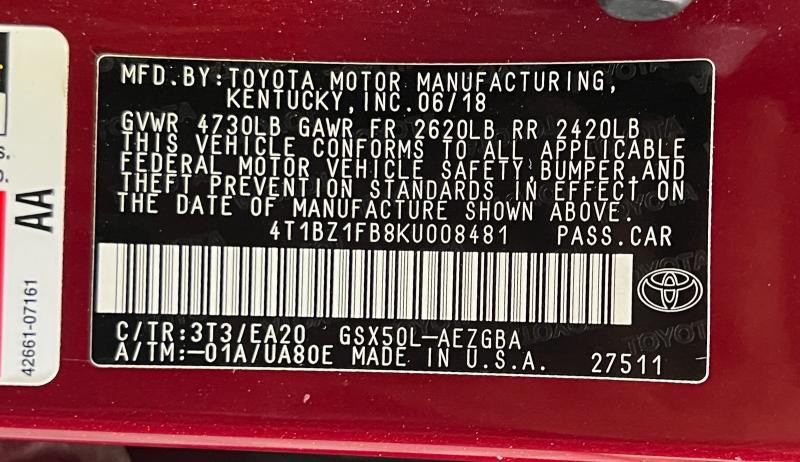 MFD.BY:TOYOTA MOTOR MANUFACTURING,
KENTUCKY,INC.06/18
GVWR 4730LB GAWR FR 2620LB RR 2420LB
THIS VEHICLE CONFORMS TO ALL APPLICABLE
FEDERAL MOTOR VEHICLE SAFETY,BUMPER,AND
THEFT PREVENTION STANDARDS IN EFFECT ON
THE DATE OF MANUFACTURE SHOWN ABOVE.
4T1BZ1FB8KU008481 PASS.CAR
C/TR:3T3/EA20 GSX50L-AEZGBA
A/TM:-01A/UA80E MADE IN U.S.A. 27511
AA
42661-07161